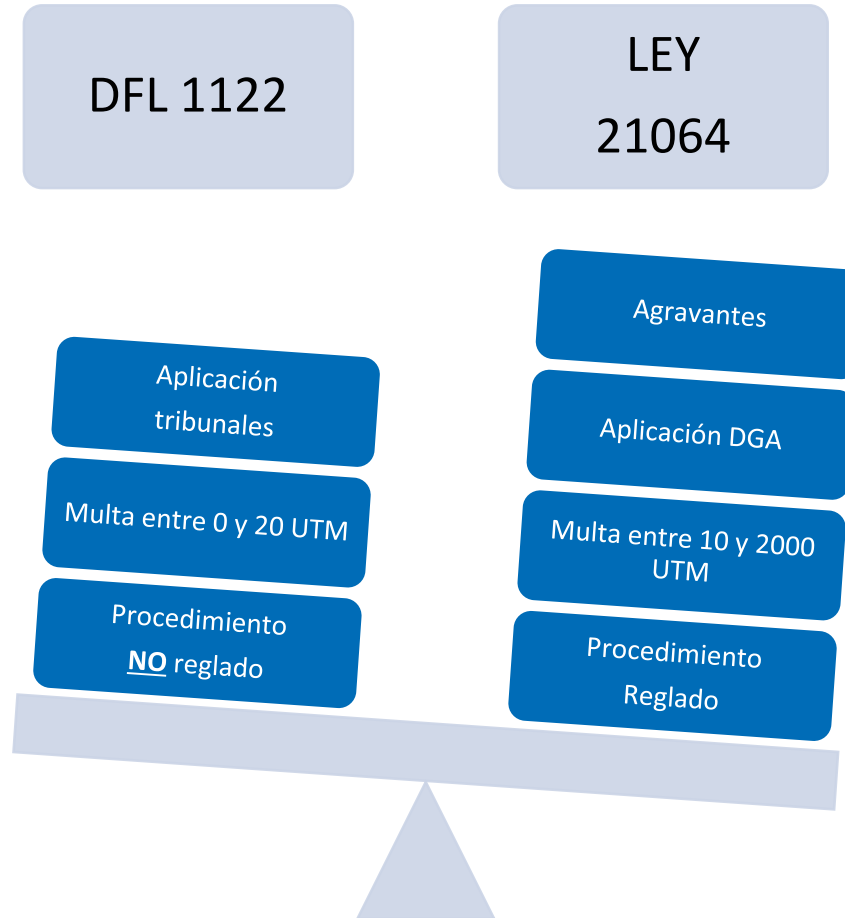 DFL 1122
LEY
21064
Aplicación
tribunales
Multa entre 0 y 20 UTM
Procedimiento
NO reglado
Agravantes
Aplicación DGA
Multa entre 10 y 2000
UTM
Procedimiento
Reglado